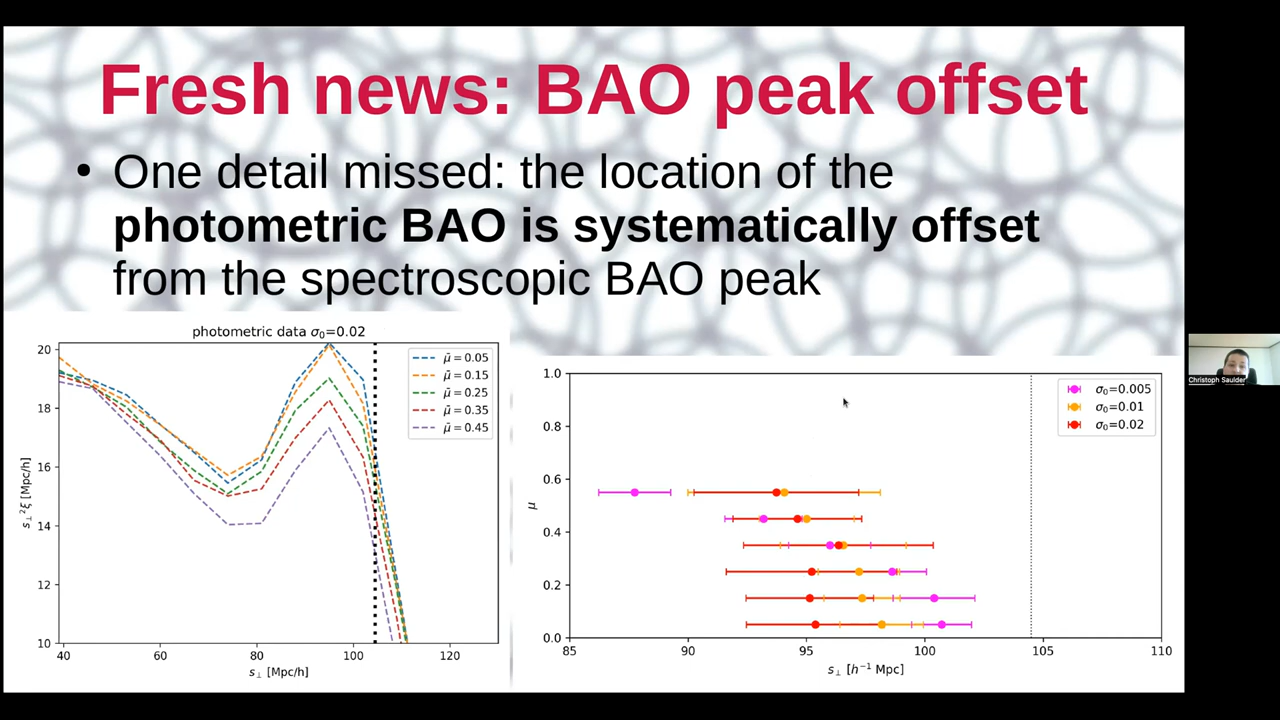 Fresh news: BAO peak offset
• One detail missed: the location of the
photometric BAO is systematically offset
from the spectroscopic BAO peak
photometric data σ₀=0.02
20
18
16
14
12
10
s⊥²ξ [Mpc/h]
40 60 80 100 120
s⊥ [Mpc/h]
μ̄ = 0.05
μ̄ = 0.15
μ̄ = 0.25
μ̄ = 0.35
μ̄ = 0.45
1.0
0.8
0.6
0.4
0.2
0.0
μ
85 90 95 100 105 110
s⊥ [h⁻¹ Mpc]
σ₀=0.005
σ₀=0.01
σ₀=0.02
Christoph Saulder